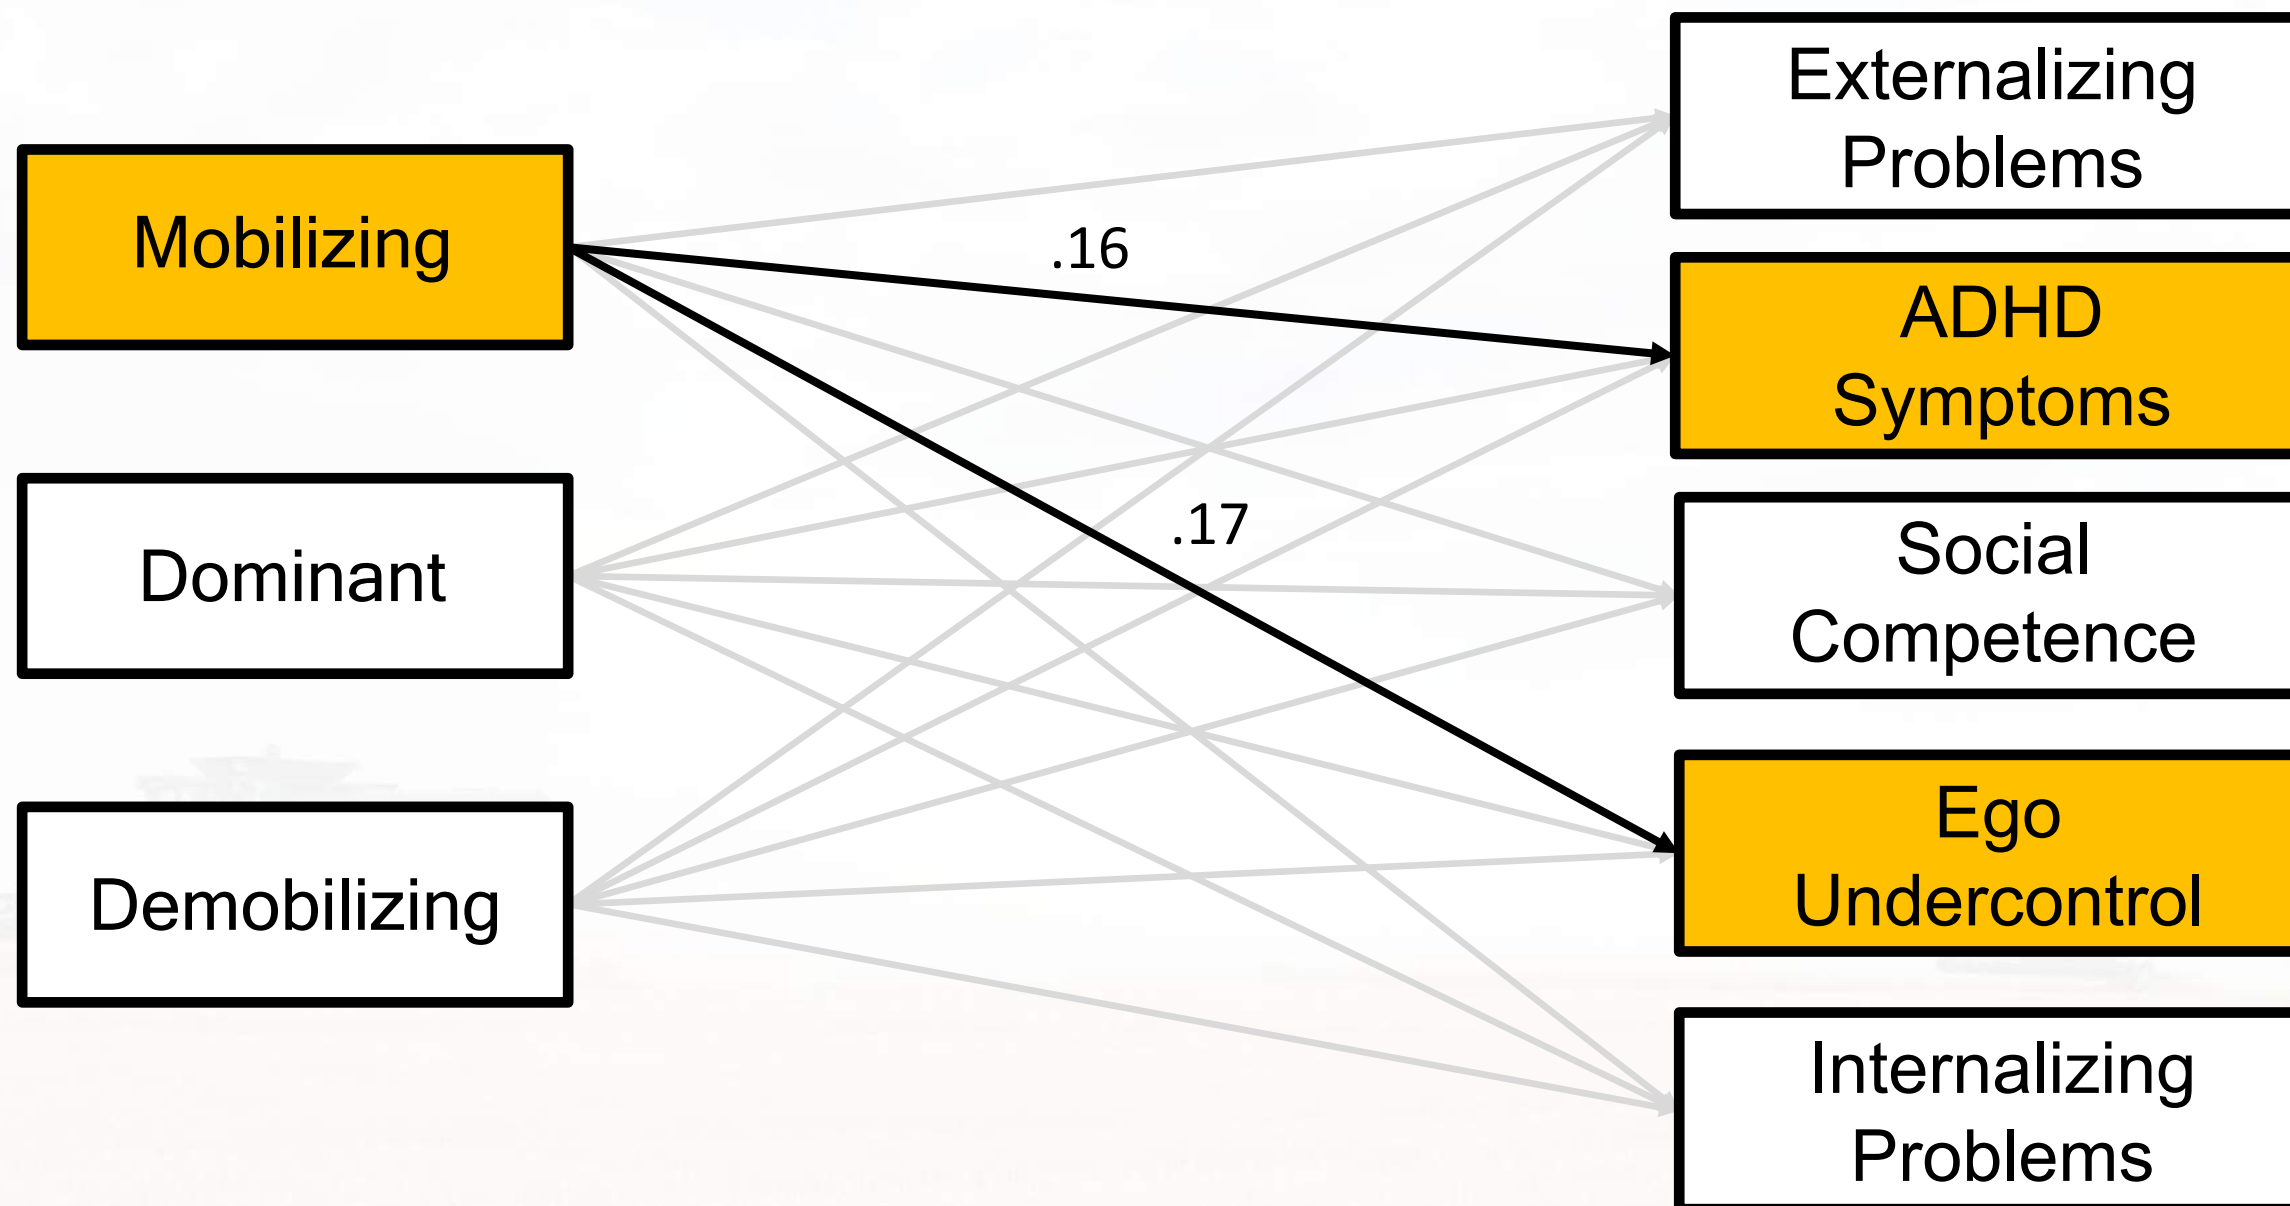 Externalizing
Problems
Mobilizing
.16
ADHD
Symptoms
.17
Dominant
Social
Competence
Ego
Undercontrol
Demobilizing
Internalizing
Problems